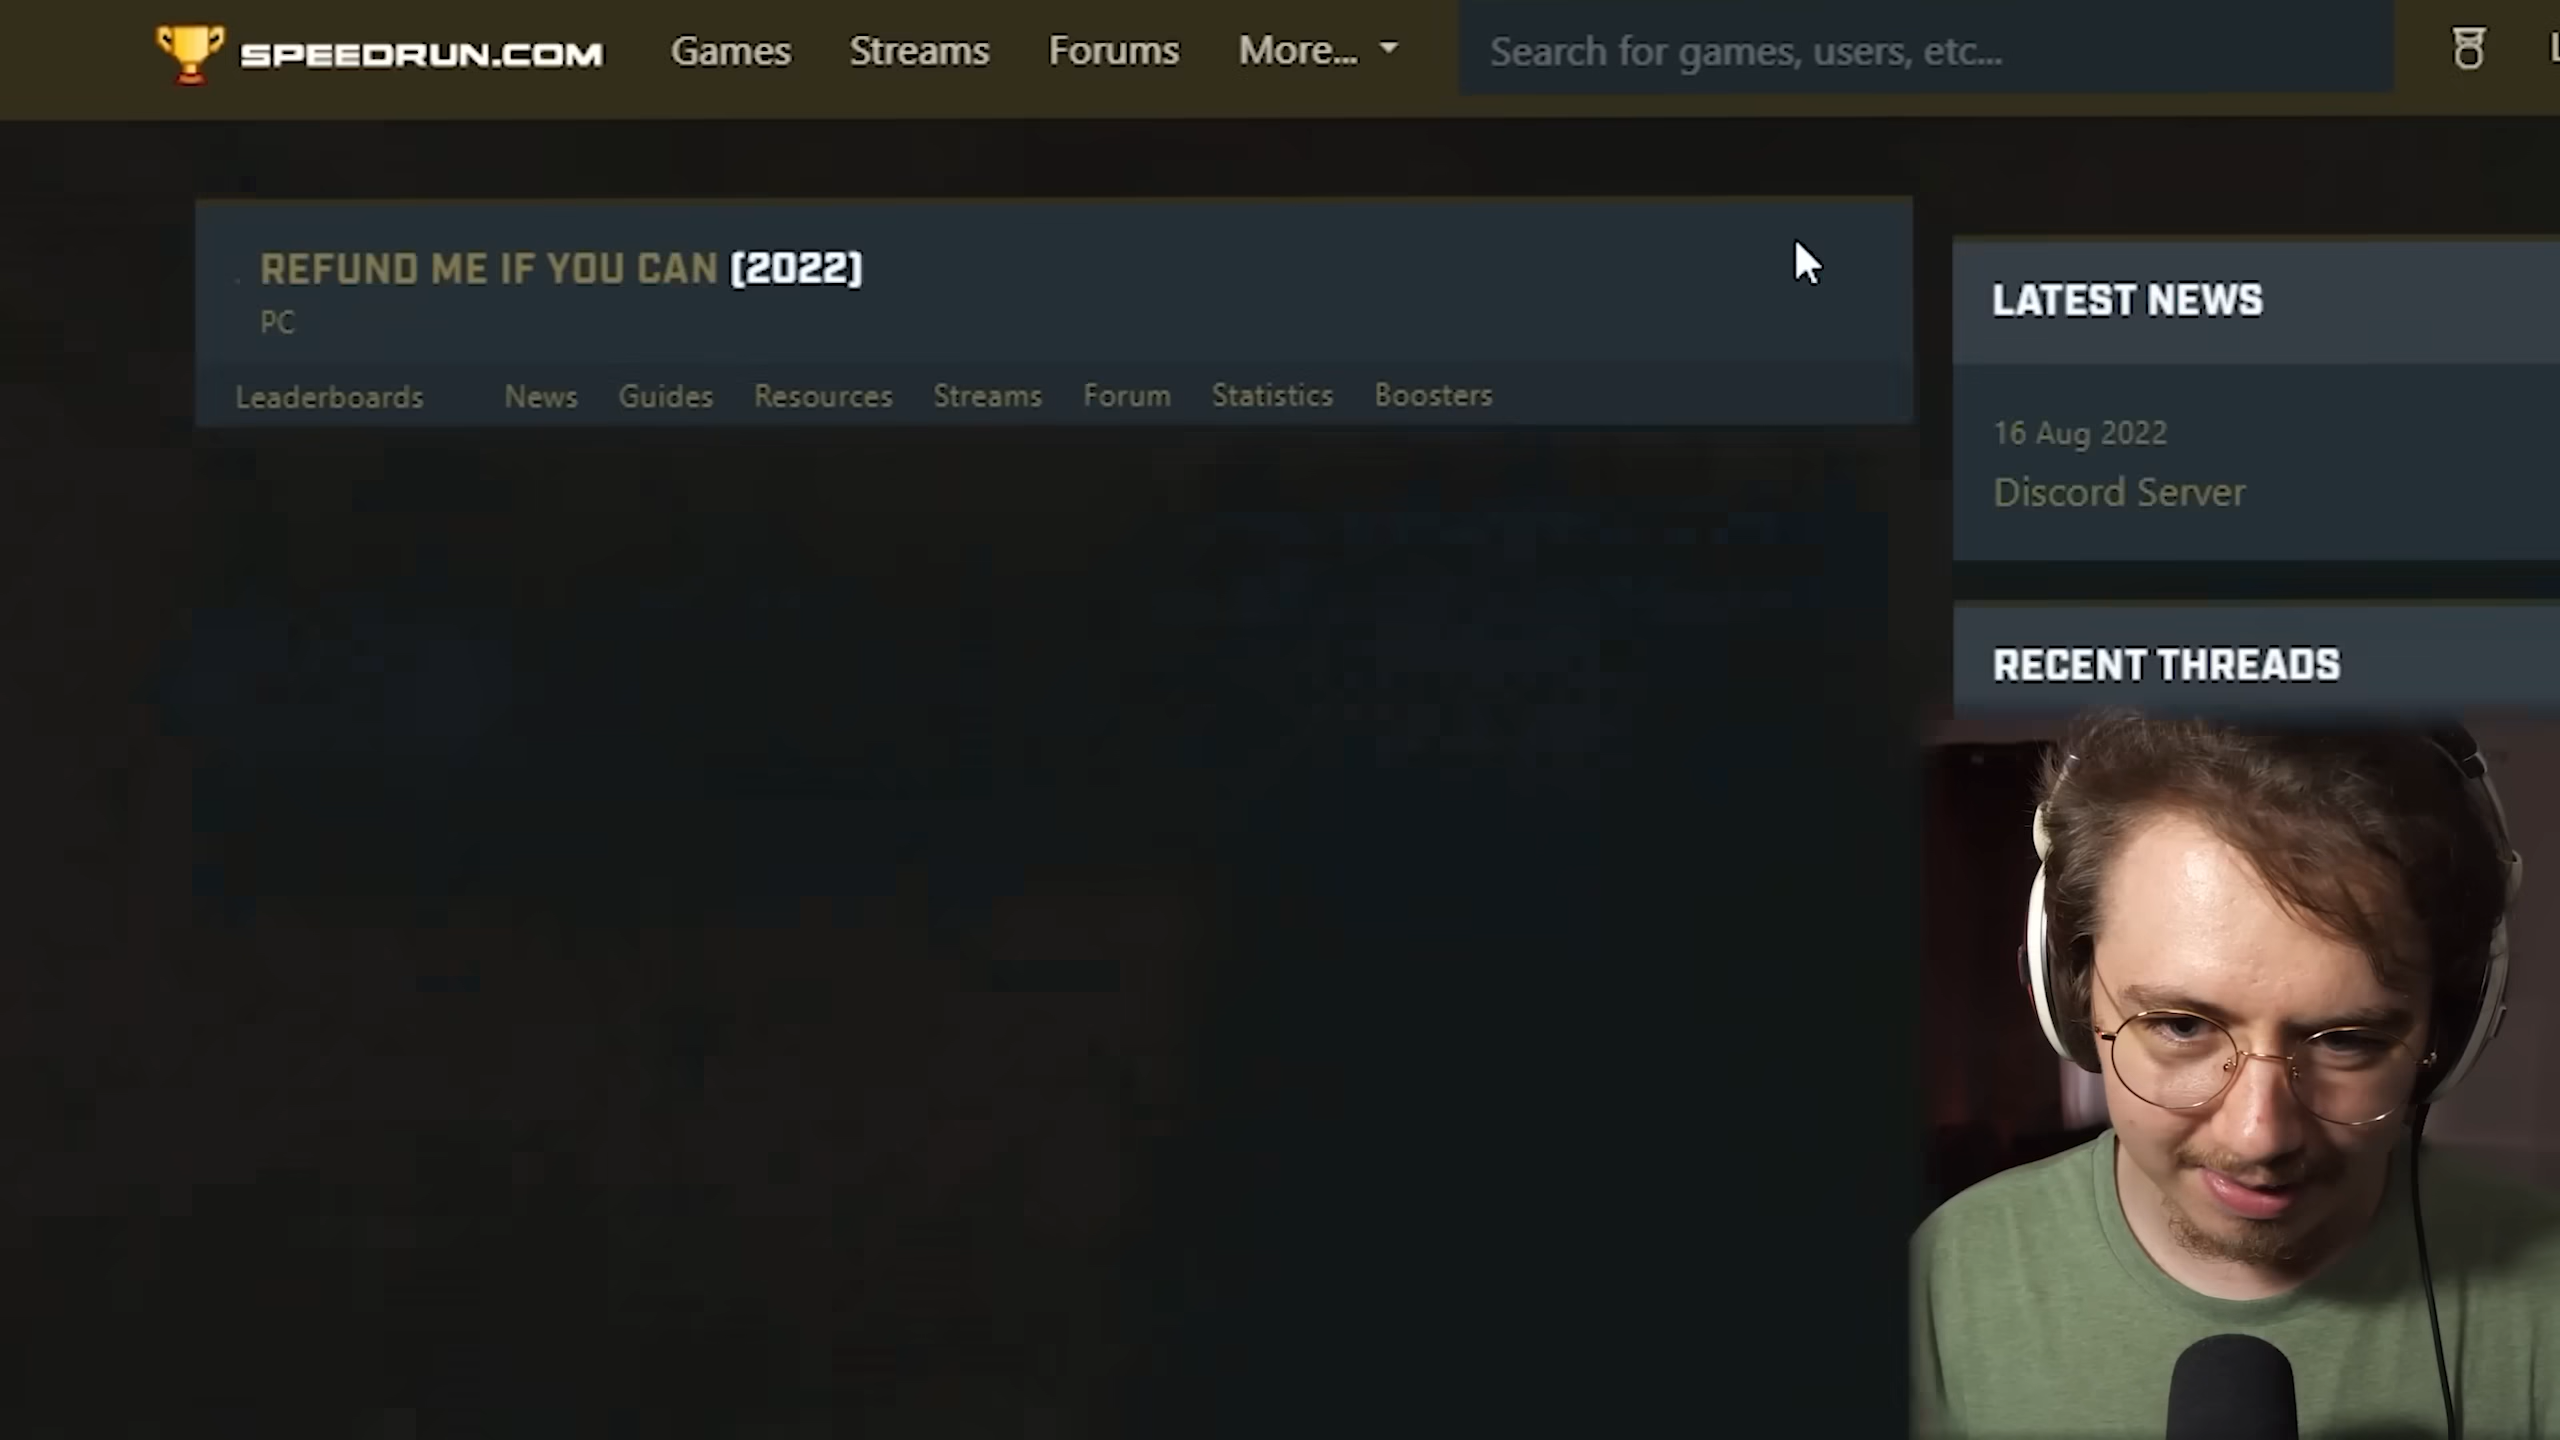 SPEEDRUN.COM Games Streams Forums More... Search for games, users, etc...
REFUND ME IF YOU CAN (2022)
PC
Leaderboards News Guides Resources Streams Forum Statistics Boosters
LATEST NEWS
16 Aug 2022
Discord Server
RECENT THREADS